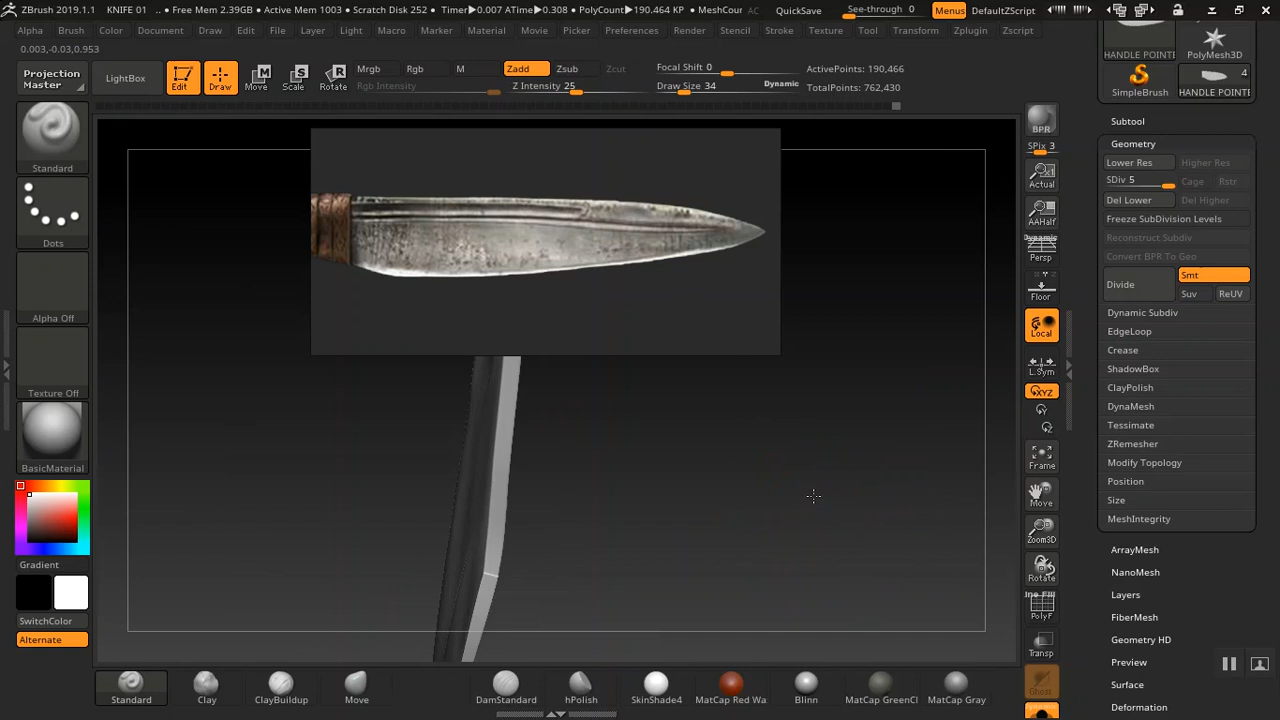 ZBrush 2019.1.1 KNIFE 01 • Free Mem 2.39GB • Active Mem 1003 • Scratch Disk 252 • Timer▶0.007 ATime▶0.308 • PolyCount▶190.464 KP • MeshCou AC QuickSave See-through 0 Menus DefaultZScript
Alpha Brush Color Document Draw Edit File Layer Light Macro Marker Material Movie Picker Preferences Render Stencil Stroke Texture Tool Transform Zplugin Zscript
0.003,-0.03,0.953
Projection Master
LightBox
Edit
Draw
Move
Scale
Rotate
Mrgb Rgb M
Rgb Intensity
Zadd Zsub Zcut
Z Intensity 25
Focal Shift 0
Draw Size 34
Dynamic
ActivePoints: 190,466
TotalPoints: 762,430
Standard
Dots
Alpha Off
Texture Off
BasicMaterial
Gradient
SwitchColor
Alternate
BPR
SPix 3
Actual
AAHalf
Dynamic
Persp
Floor
Local
L.Sym
XYZ
Y
Z
Frame
Move
Zoom3D
Rotate
Line Fill
PolyF
Transp
Ghost
Dynamic
HANDLE POINTE
PolyMesh3D
SimpleBrush
4
HANDLE POINTE
Subtool
Geometry
Lower Res Higher Res
SDiv 5 Cage Rstr
Del Lower Del Higher
Freeze SubDivision Levels
Reconstruct Subdiv
Convert BPR To Geo
Divide
Smt
Suv ReUV
Dynamic Subdiv
EdgeLoop
Crease
ShadowBox
ClayPolish
DynaMesh
Tessimate
ZRemesher
Modify Topology
Position
Size
MeshIntegrity
ArrayMesh
NanoMesh
Layers
FiberMesh
Geometry HD
Preview
Surface
Deformation
Standard
Clay
ClayBuildup
Move
DamStandard
hPolish
SkinShade4
MatCap Red Wa
Blinn
MatCap GreenCl
MatCap Gray